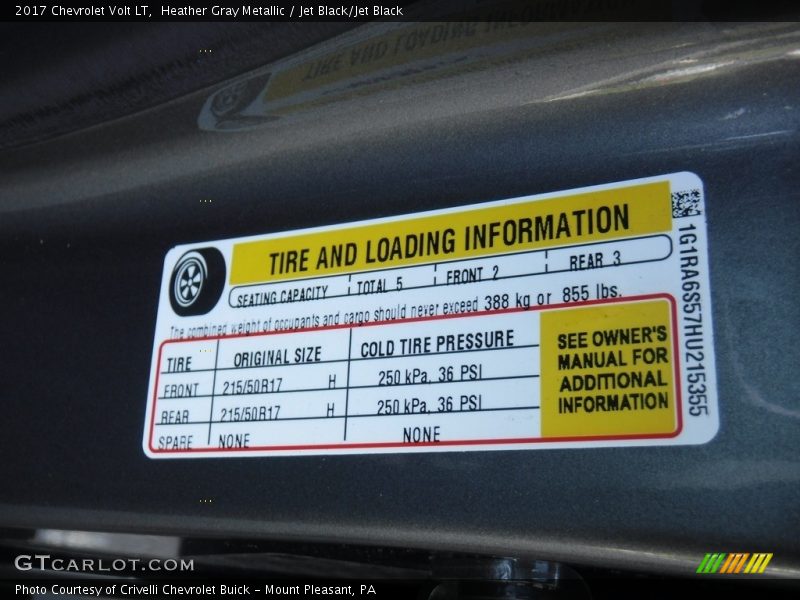 2017 Chevrolet Volt LT,  Heather Gray Metallic / Jet Black/Jet Black
TIRE AND LOADING INFORMATION
SEATING CAPACITY TOTAL 5 FRONT 2 REAR 3
The combined weight of occupants and cargo should never exceed 388 kg or 855 lbs.
TIRE ORIGINAL SIZE COLD TIRE PRESSURE
FRONT 215/50R17 H 250 kPa, 36 PSI
REAR 215/50R17 H 250 kPa, 36 PSI
SPARE NONE NONE
SEE OWNER'S
MANUAL FOR
ADDITIONAL
INFORMATION
1G1RA6S57HU215355
GTCARLOT.COM
Photo Courtesy of Crivelli Chevrolet Buick – Mount Pleasant, PA